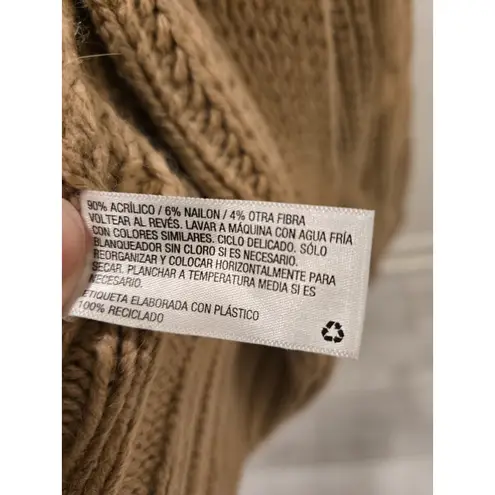 90% ACRÍLICO / 6% NAILON / 4% OTRA FIBRA
VOLTEAR AL REVÉS. LAVAR A MÁQUINA CON AGUA FRÍA
CON COLORES SIMILARES. CICLO DELICADO. SÓLO
BLANQUEADOR SIN CLORO SI ES NECESARIO.
REORGANIZAR Y COLOCAR HORIZONTALMENTE PARA
SECAR. PLANCHAR A TEMPERATURA MEDIA SI ES
NECESARIO.
ETIQUETA ELABORADA CON PLÁSTICO
100% RECICLADO